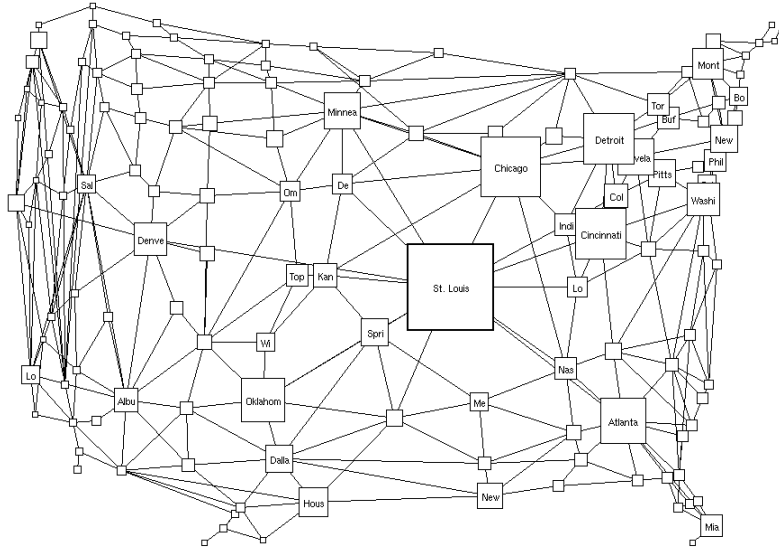 Mont
Bo
Tor
Buf
Minnea
New
Detroit
Chicago
vela
Phil
Pitts
Sal
Om
De
Col
Washi
Indi
Cincinnati
Denve
Top
Kan
St. Louis
Lo
Spri
Wi
Nas
Lo
Albu
Oklahom
Me
Atlanta
Dalla
Hous
New
Mia